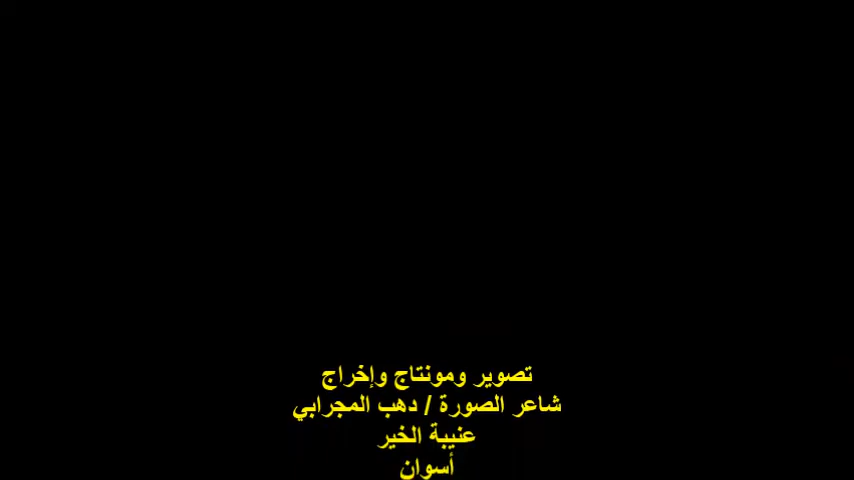 تصوير ومونتاج وإخراج
شاعر الصورة / دهب المجرابي
عنيبة الخير
أسوان